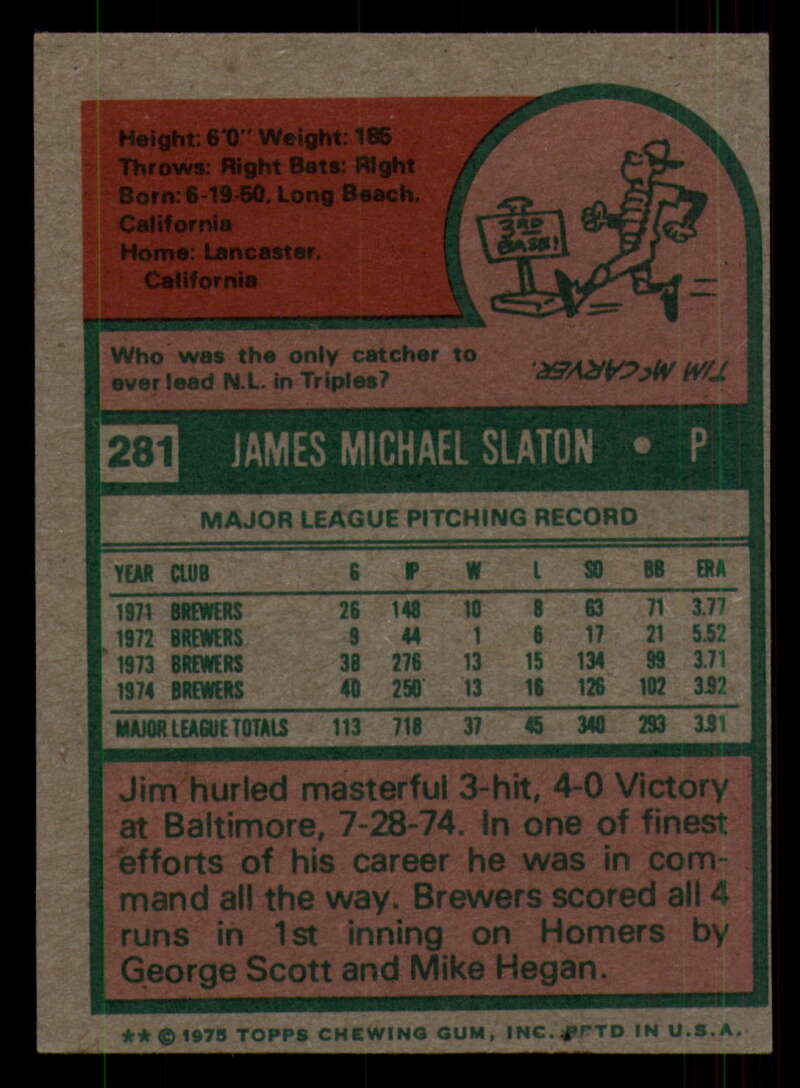 Height: 6'0" Weight: 185
Throws: Right Bats: Right
Born: 6-19-50, Long Beach,
California
Home: Lancaster,
California
3RD
BASE!
Who was the only catcher to
ever lead N.L. in Triples?
TIM McCARVER.
281 JAMES MICHAEL SLATON • P
MAJOR LEAGUE PITCHING RECORD
YEAR CLUB G IP W L SO BB ERA
1971 BREWERS 26 148 10 8 63 71 3.77
1972 BREWERS 9 44 1 6 17 21 5.52
1973 BREWERS 38 276 13 15 134 99 3.71
1974 BREWERS 40 250 13 16 126 102 3.92
MAJOR LEAGUE TOTALS 113 718 37 45 340 293 3.91
Jim hurled masterful 3-hit, 4-0 Victory
at Baltimore, 7-28-74. In one of finest
efforts of his career he was in com-
mand all the way. Brewers scored all 4
runs in 1st inning on Homers by
George Scott and Mike Hegan.
** © 1975 TOPPS CHEWING GUM, INC. PRTD IN U.S.A.